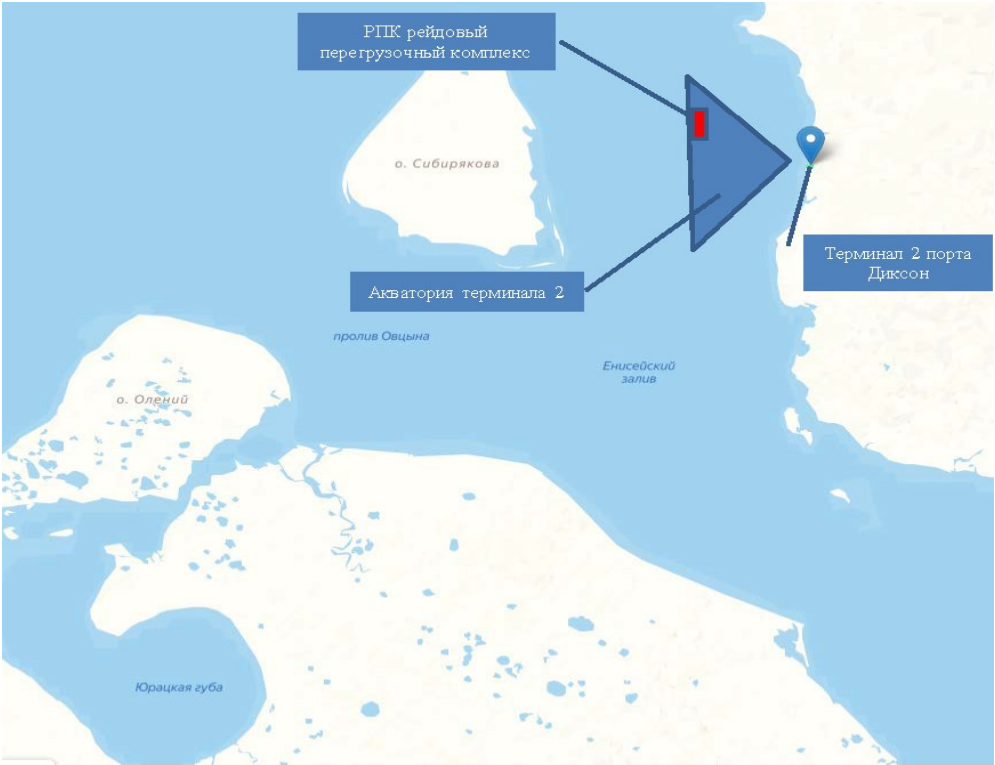 РПК рейдовый
перегрузочный комплекс
о. Сибирякова
Терминал 2 порта
Диксон
Акватория терминала 2
пролив Овцына
Енисейский
залив
о. Олений
Юрацкая губа